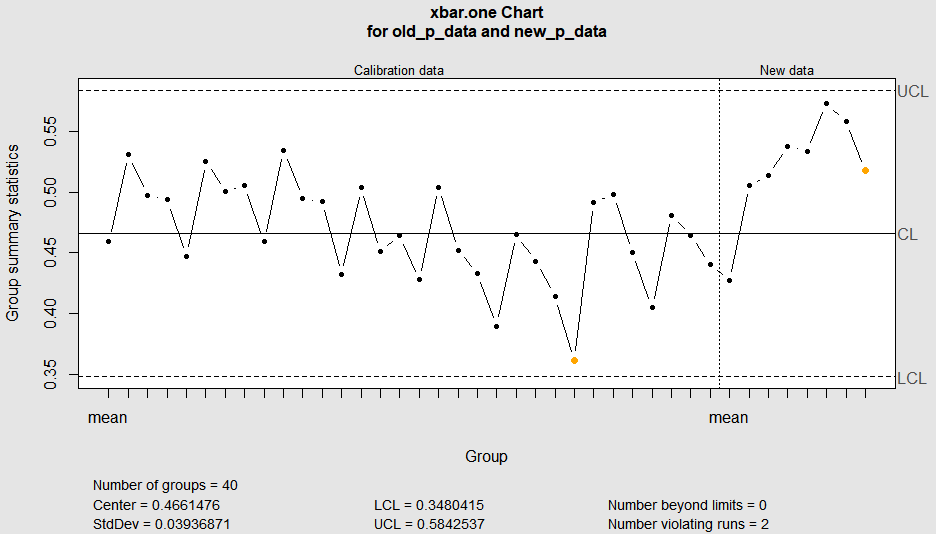 xbar.one Chart
for old_p_data and new_p_data
Calibration data
New data
UCL
CL
LCL
Group summary statistics
0.55
0.50
0.45
0.40
0.35
mean
mean
Group
Number of groups = 40
Center = 0.4661476
LCL = 0.3480415
Number beyond limits = 0
StdDev = 0.03936871
UCL = 0.5842537
Number violating runs = 2